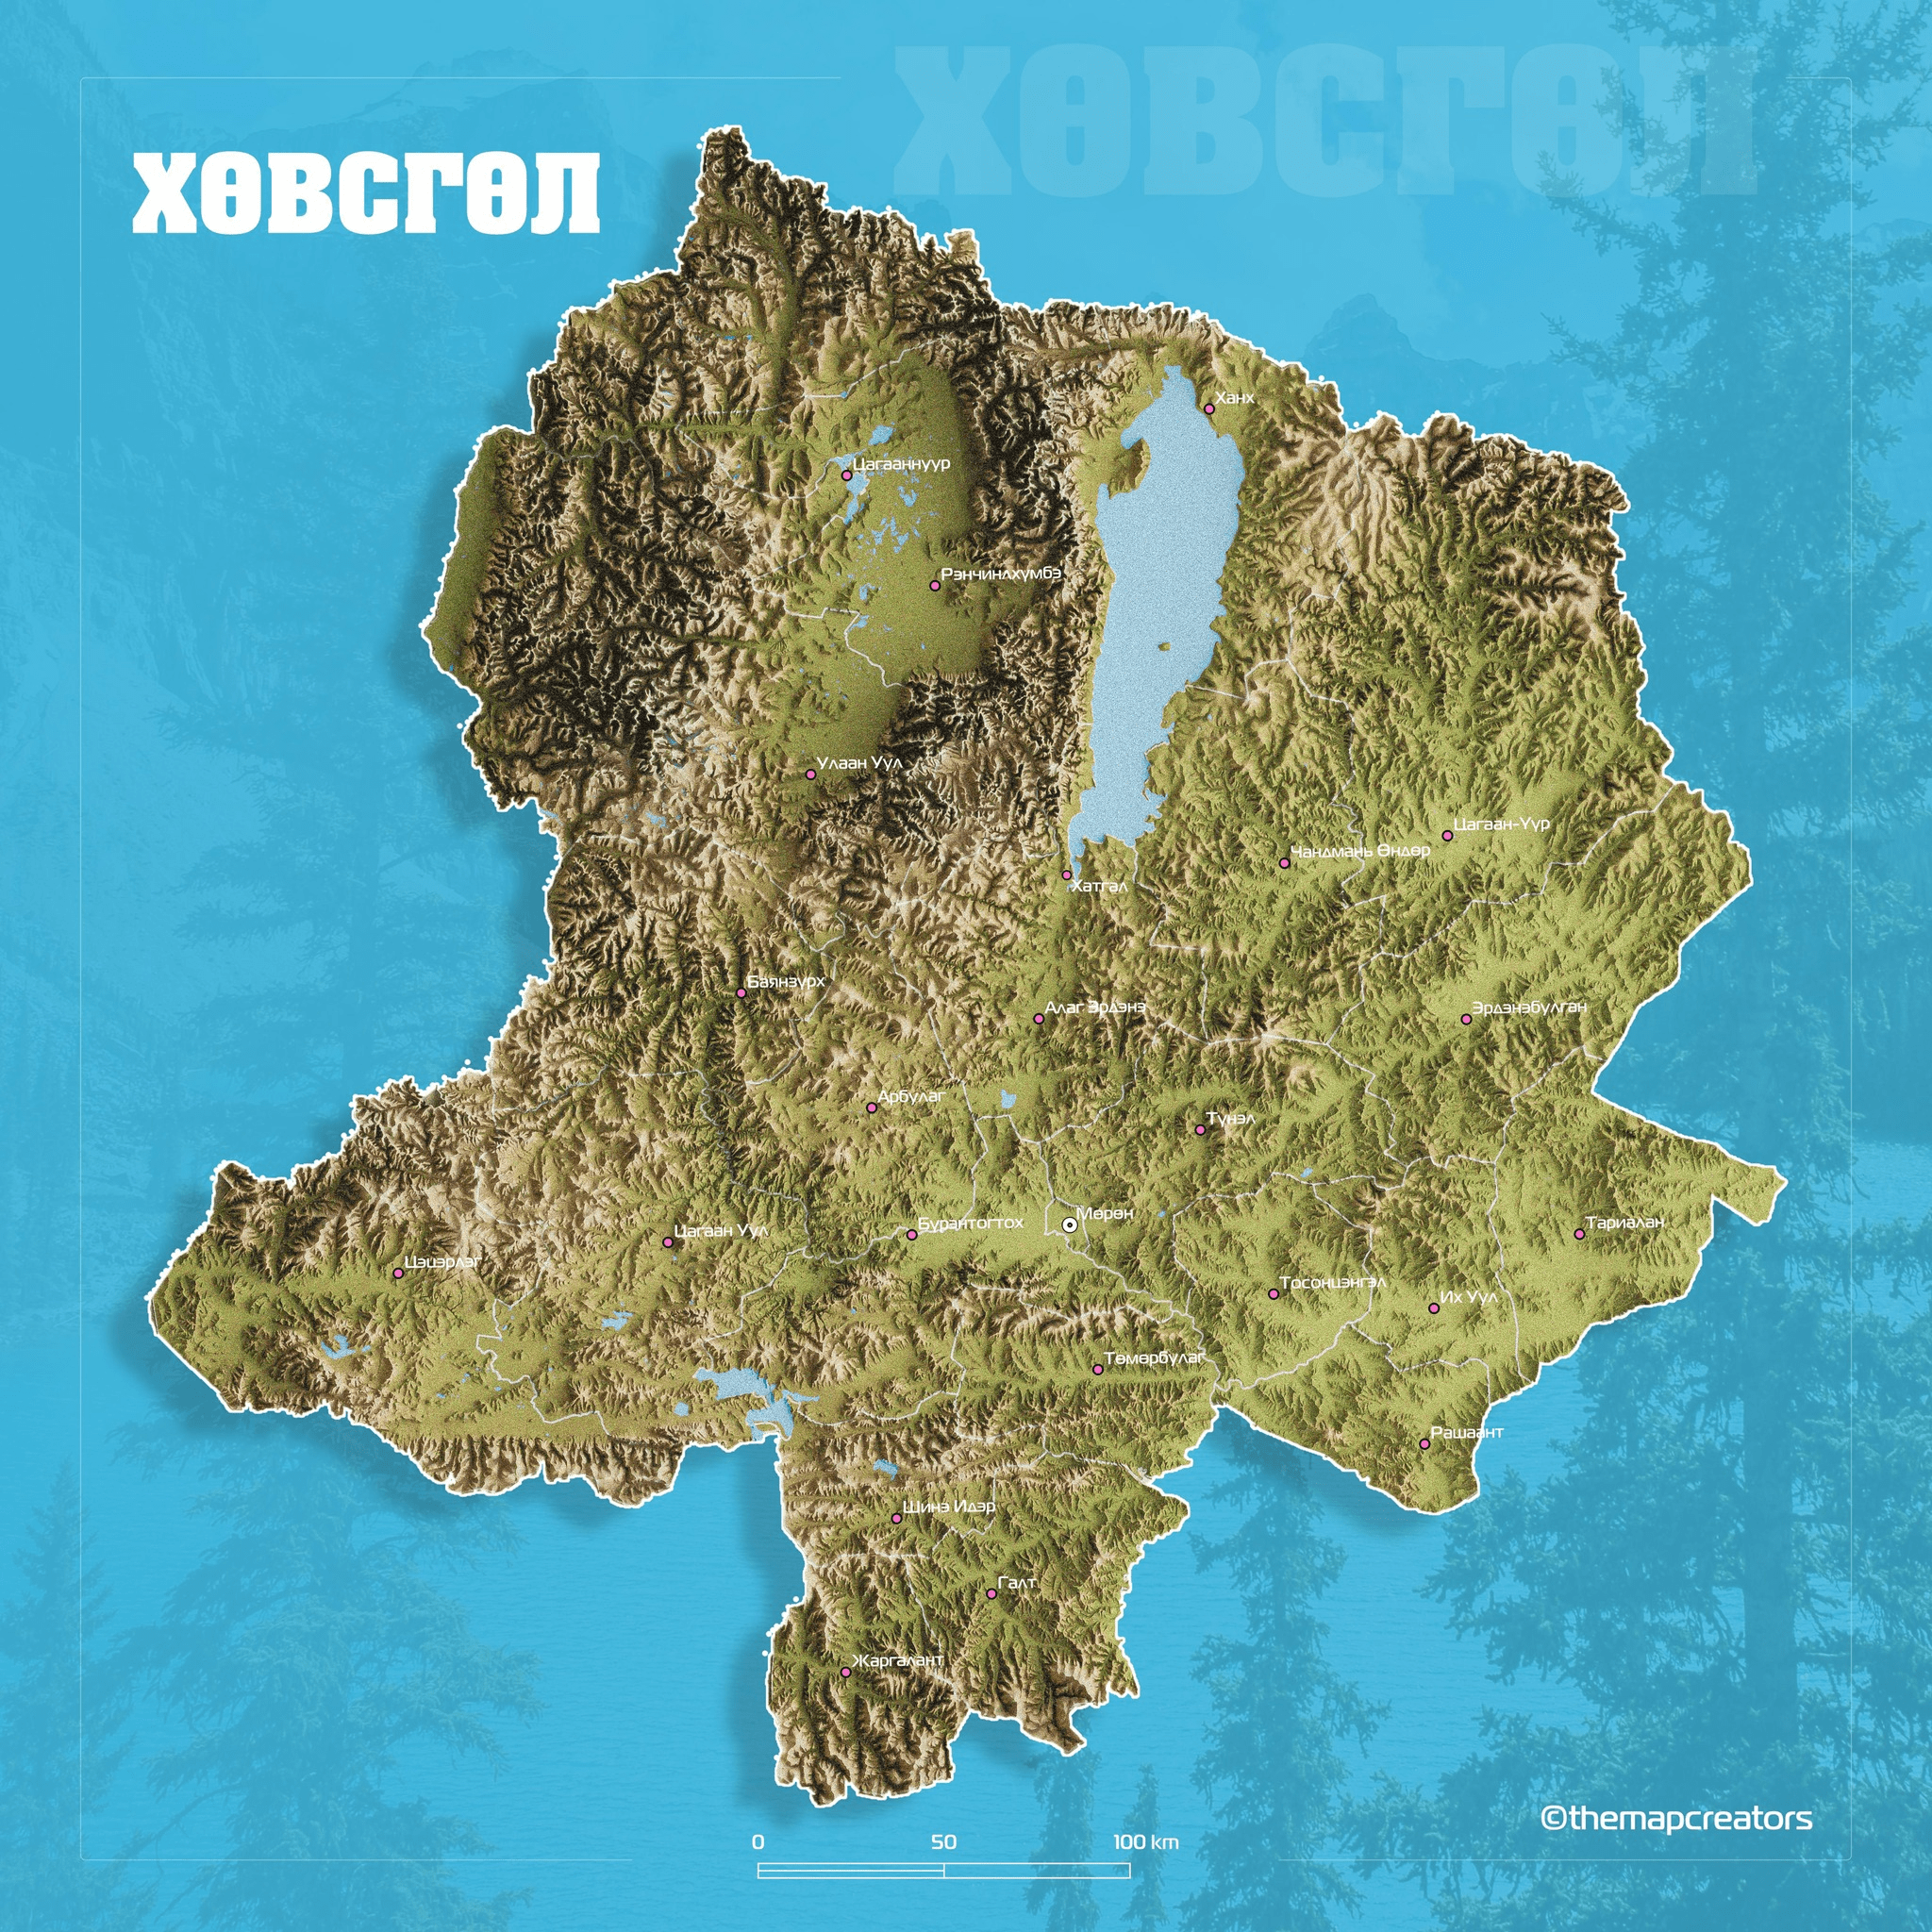 ХӨВСГӨЛ
ХӨВСГӨЛ
Ханх
Цагааннуур
Рэнчинлхүмбэ
Улаан Уул
Цагаан-Үүр
Чандмань Өндөр
Хатгал
Баянзүрх
Алаг Эрдэнэ
Эрдэнэбулган
Арбулаг
Түнэл
Мөрөн
Бүрэнтогтох
Цагаан Уул
Тариалан
Цэцэрлэг
Тосонцэнгэл
Их Уул
Төмөрбулаг
Рашаант
Шинэ Идэр
Галт
Жаргалант
©themapcreators
0 50 100 km